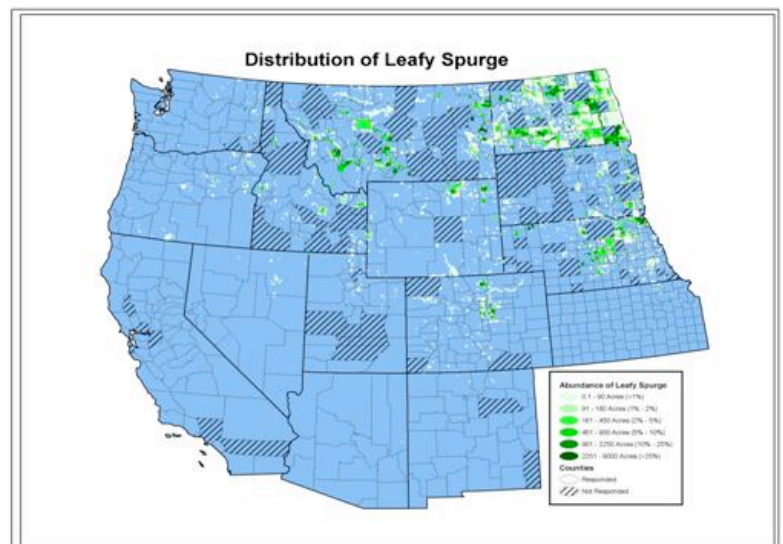 Distribution of Leafy Spurge
Abundance of Leafy Spurge
0.1 - 90 Acres (<1%)
91 - 180 Acres (1% - 2%)
181 - 450 Acres (2% - 5%)
451 - 900 Acres (5% - 10%)
901 - 2250 Acres (10% - 25%)
2251 - 9000 Acres (>25%)
Counties
Responded
Not Responded